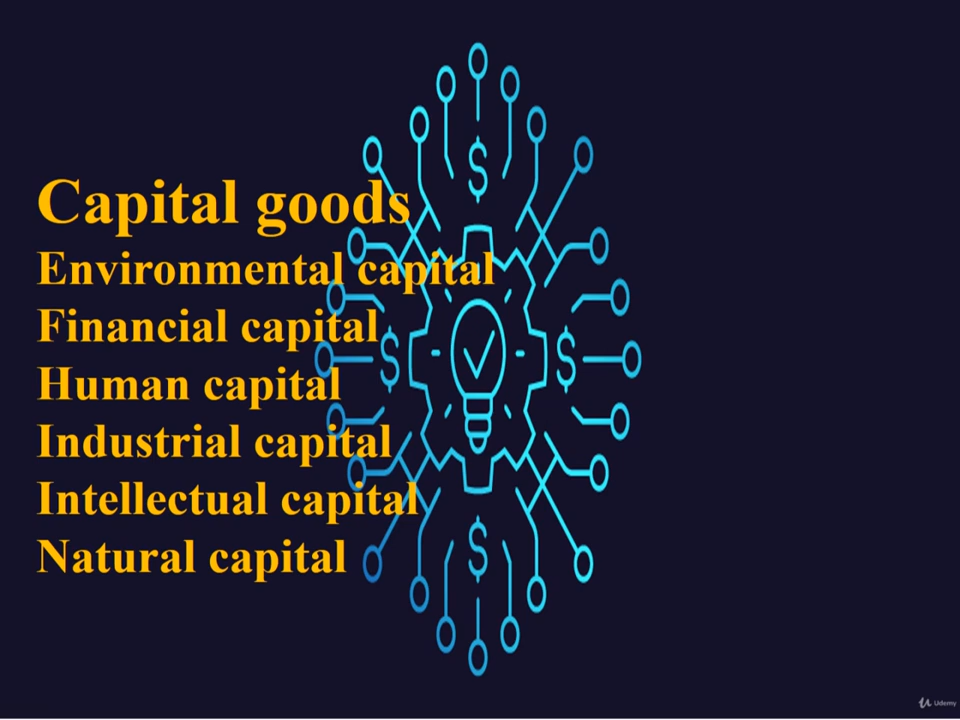 Capital goods
Environmental capital
Financial capital
Human capital
Industrial capital
Intellectual capital
Natural capital
$
$ $
$
Udemy